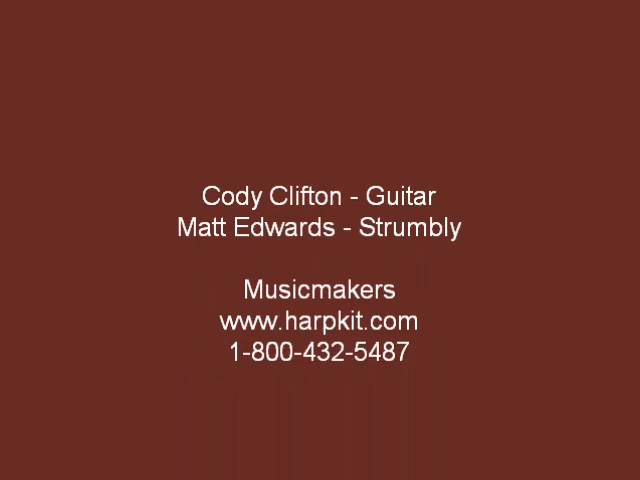 Cody Clifton - Guitar
Matt Edwards - Strumbly
Musicmakers
www.harpkit.com
1-800-432-5487